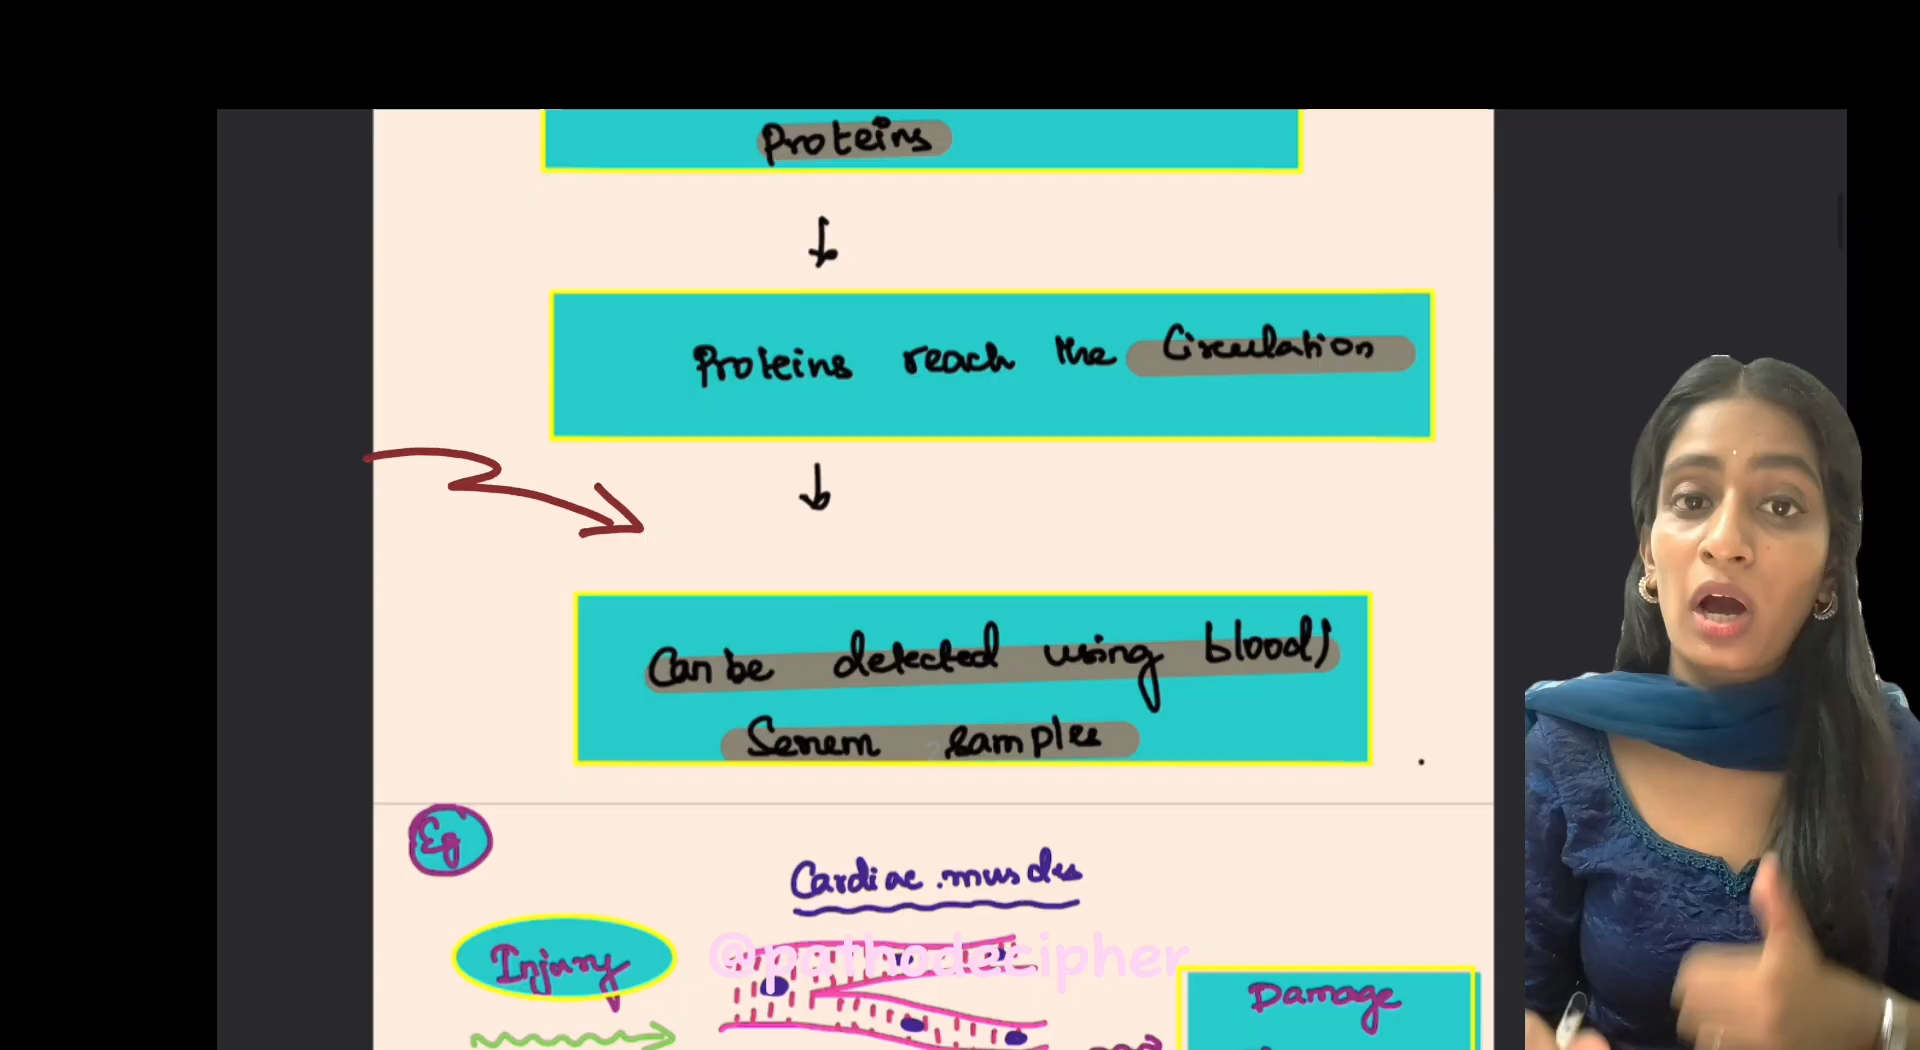 Proteins
Proteins reach the Circulation
Can be detected using blood/
Serum samples
Eg
Cardiac muscles
Injury
@pathodecipher
Damage